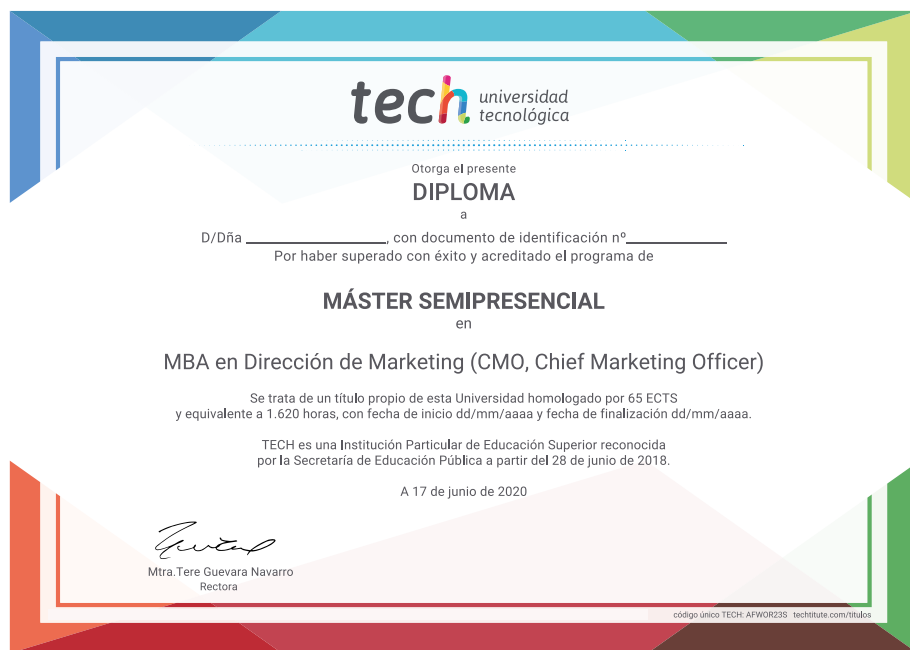 tech universidad
tecnológica
Otorga el presente
DIPLOMA
a
D/Dña , con documento de identificación nº
Por haber superado con éxito y acreditado el programa de
MÁSTER SEMIPRESENCIAL
en
MBA en Dirección de Marketing (CMO, Chief Marketing Officer)
Se trata de un título propio de esta Universidad homologado por 65 ECTS
y equivalente a 1.620 horas, con fecha de inicio dd/mm/aaaa y fecha de finalización dd/mm/aaaa.
TECH es una Institución Particular de Educación Superior reconocida
por la Secretaría de Educación Pública a partir del 28 de junio de 2018.
A 17 de junio de 2020
Mtra.Tere Guevara Navarro
Rectora
código único TECH: AFWOR23S techtitute.com/titulos